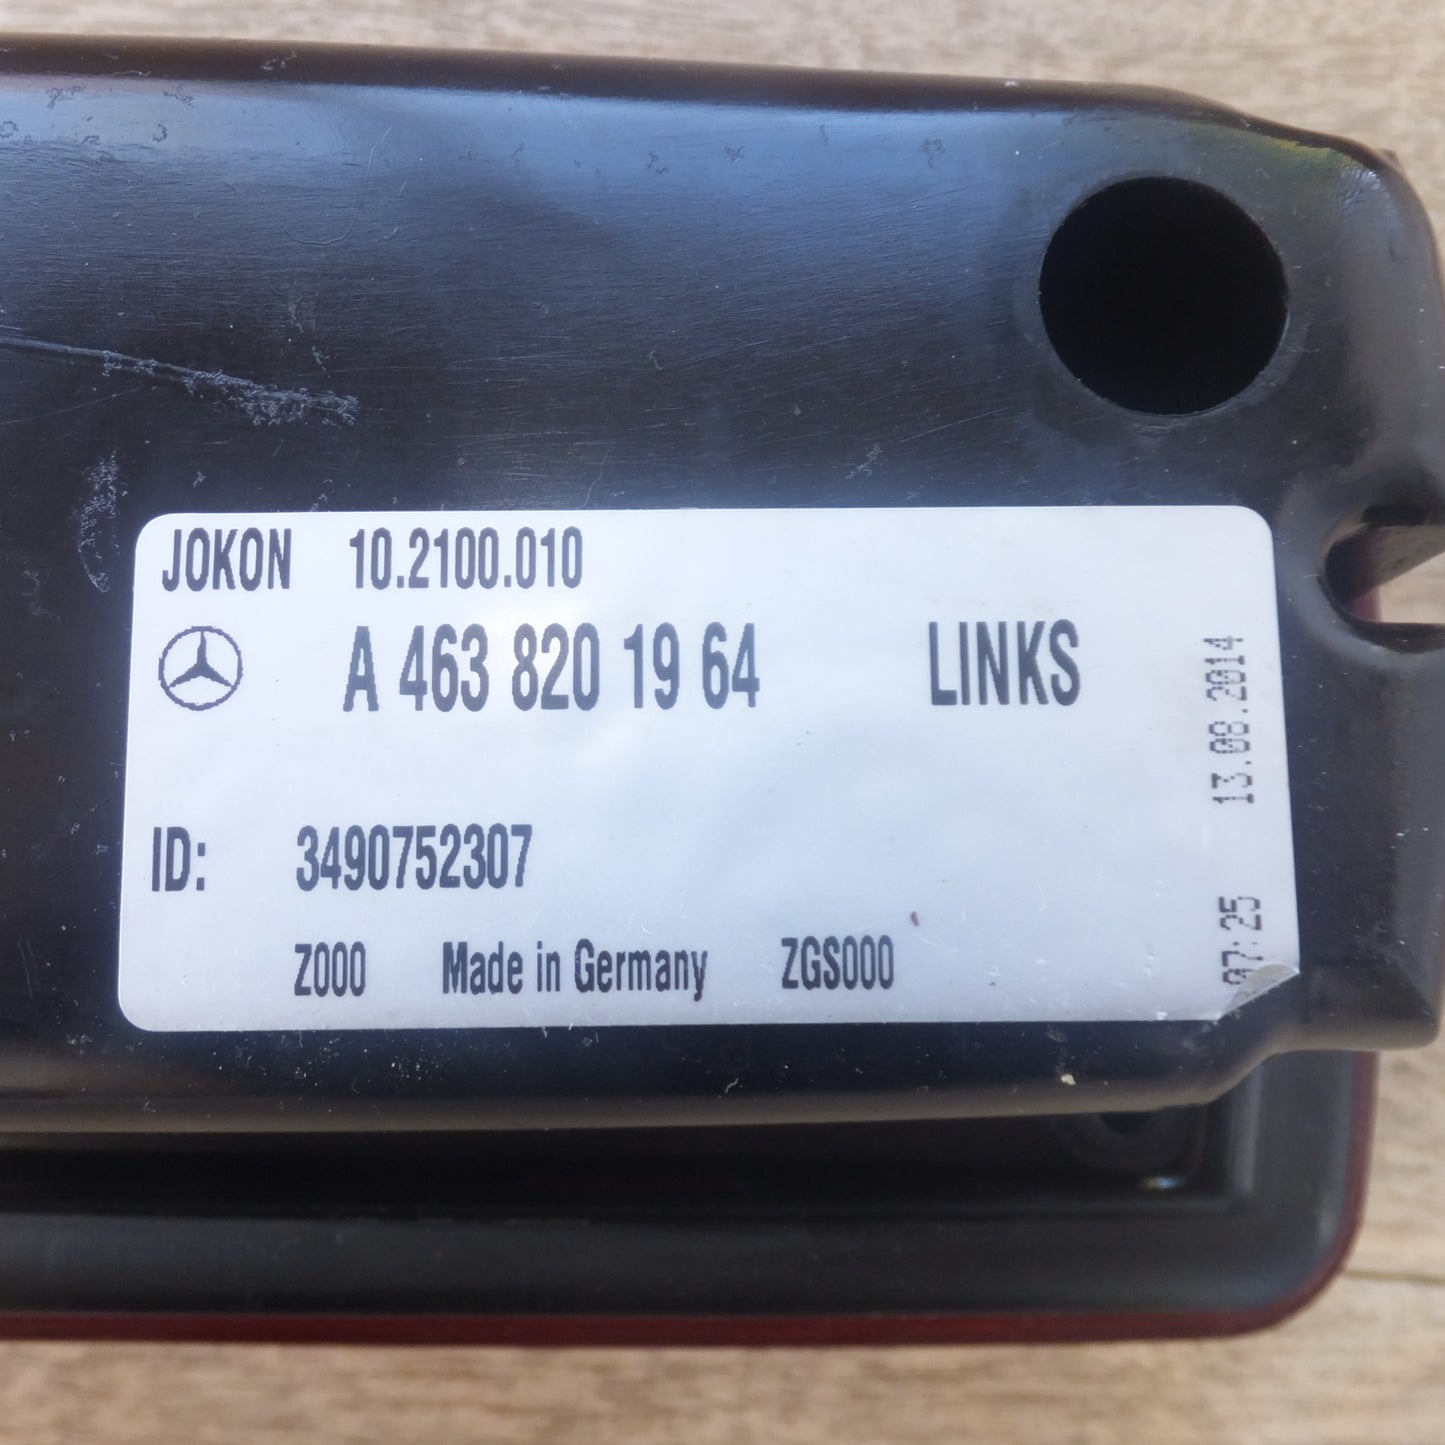 JOKON 10.2100.010
A 463 820 19 64 LINKS
ID: 3490752307
Z000 Made in Germany ZGS000
13.08.2014
07:25